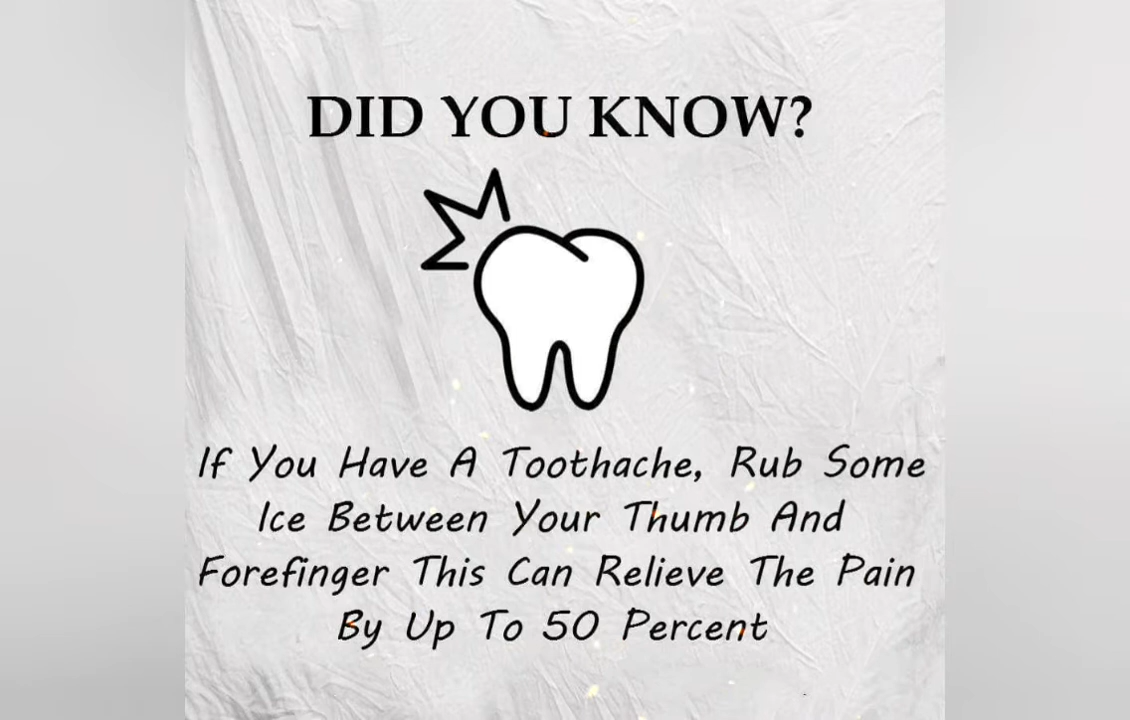 DID YOU KNOW?
If You Have A Toothache, Rub Some
Ice Between Your Thumb And
Forefinger This Can Relieve The Pain
By Up To 50 Percent